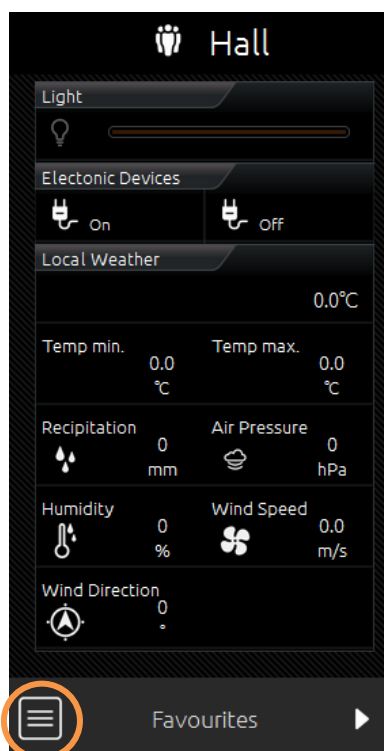 Hall
Light
Electonic Devices
On Off
Local Weather
0.0°C
Temp min. Temp max.
0.0 0.0
°C °C
Recipitation Air Pressure
0 0
mm hPa
Humidity Wind Speed
0 0.0
% m/s
Wind Direction
0
°
Favourites